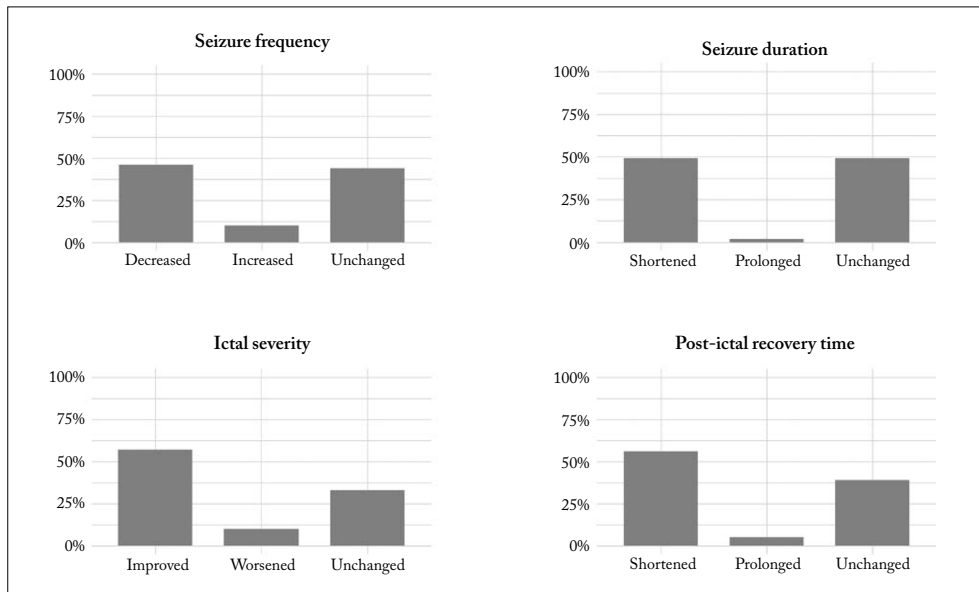 Seizure frequency
100%
75%
50%
25%
0%
Decreased Increased Unchanged
Seizure duration
100%
75%
50%
25%
0%
Shortened Prolonged Unchanged
Ictal severity
100%
75%
50%
25%
0%
Improved Worsened Unchanged
Post-ictal recovery time
100%
75%
50%
25%
0%
Shortened Prolonged Unchanged